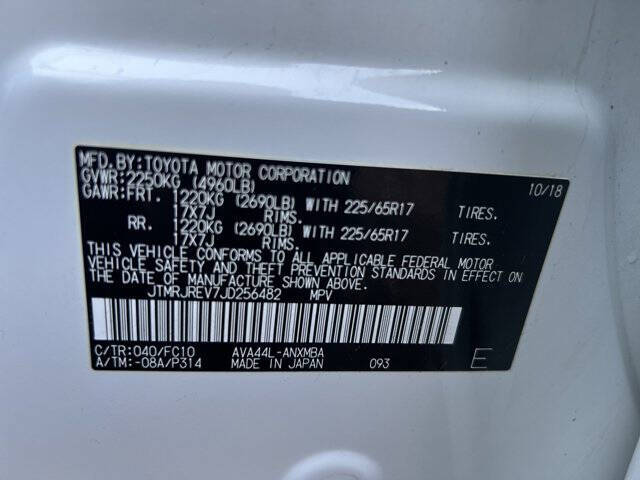 MFD.BY:TOYOTA MOTOR CORPORATION 10/18
GVWR:2250KG (4960LB)
GAWR:FRT. 1220KG (2690LB) WITH 225/65R17 TIRES.
17X7J RIMS.
RR. 1220KG (2690LB) WITH 225/65R17 TIRES.
17X7J RIMS.
THIS VEHICLE CONFORMS TO ALL APPLICABLE FEDERAL MOTOR
VEHICLE SAFETY AND THEFT PREVENTION STANDARDS IN EFFECT ON
THE DATE OF MANUFACTURE SHOWN ABOVE.
JTMRJREV7JD256482 MPV
C/TR:040/FC10 AVA44L-ANXMBA
A/TM:-08A/P314 MADE IN JAPAN 093 E